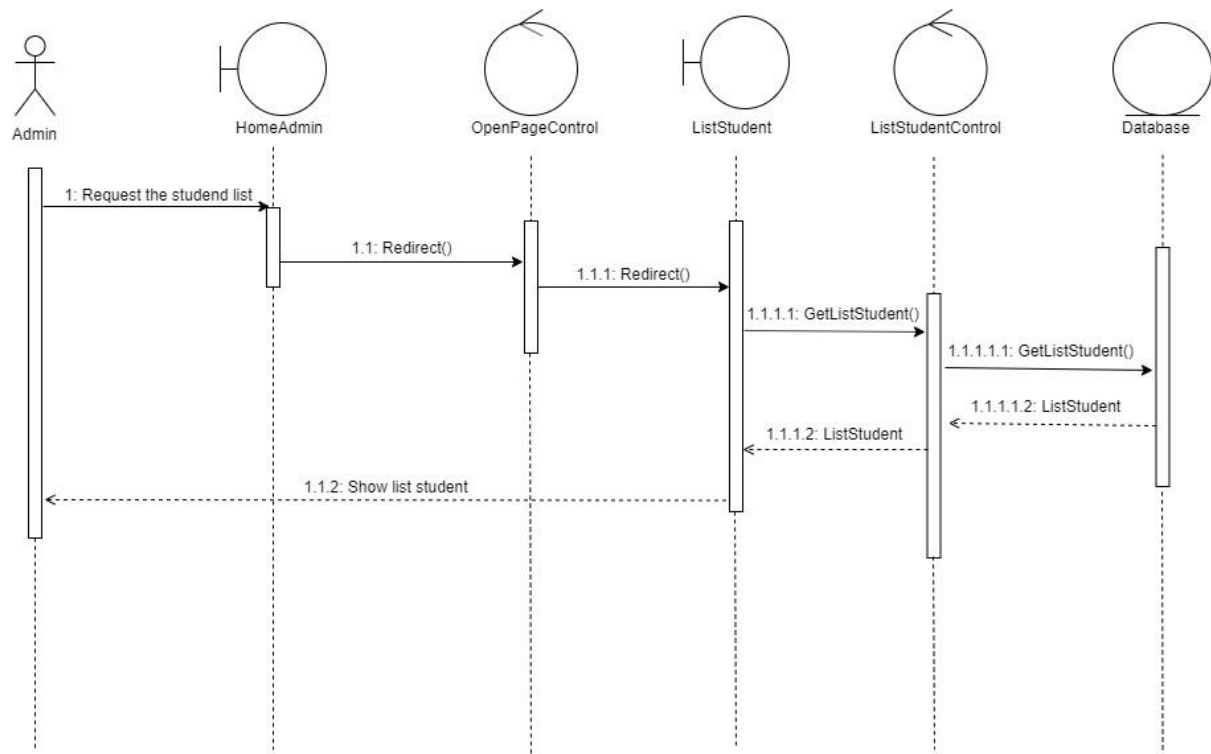 Admin
HomeAdmin
OpenPageControl
ListStudent
ListStudentControl
Database
1: Request the studend list
1.1: Redirect()
1.1.1: Redirect()
1.1.1.1: GetListStudent()
1.1.1.1.1: GetListStudent()
1.1.1.1.2: ListStudent
1.1.1.2: ListStudent
1.1.2: Show list student